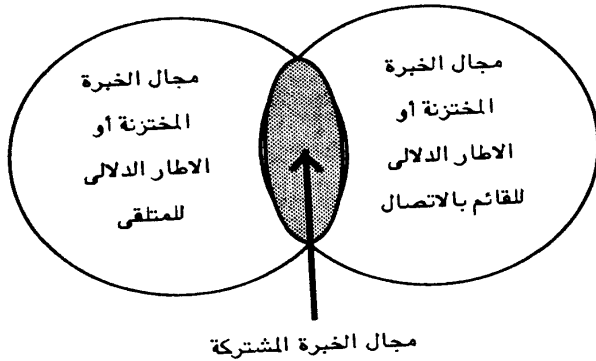 مجال الخبرة
المختزنة أو
الاطار الدلالى
للقائم بالاتصال
مجال الخبرة
المختزنة أو
الاطار الدلالى
للمتلقى
مجال الخبرة المشتركة